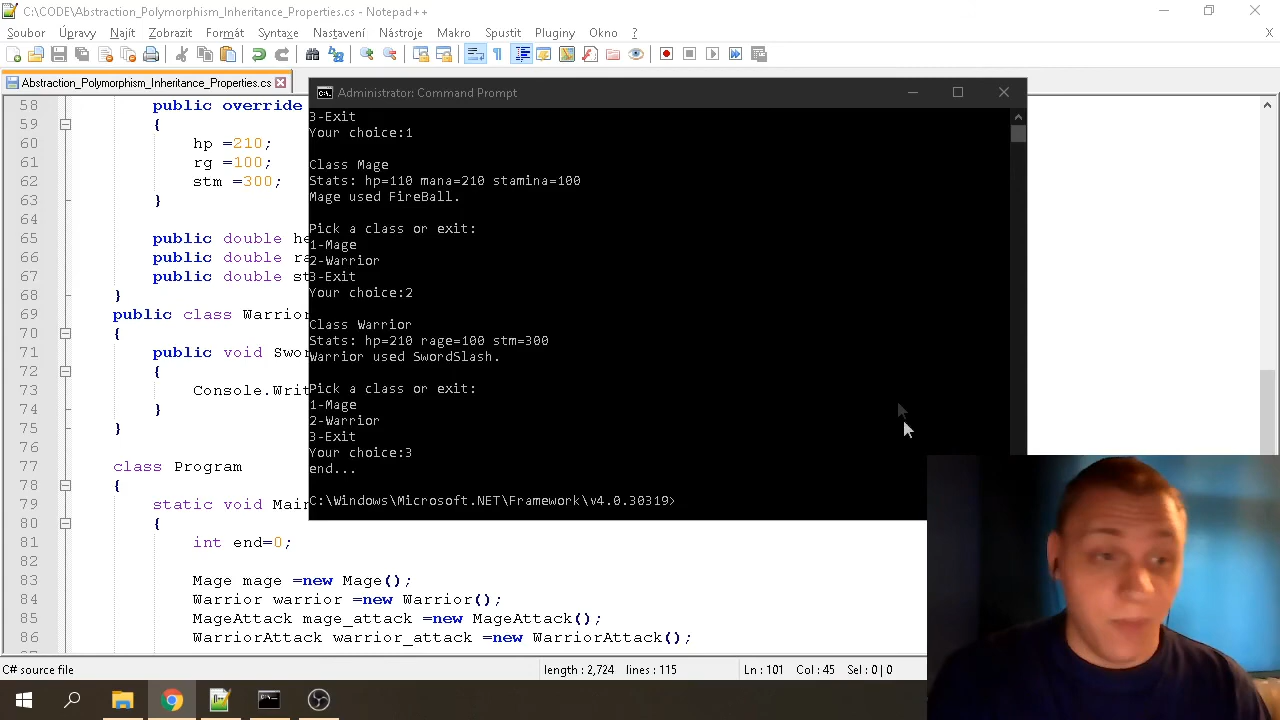 C:\CODE\Abstraction_Polymorphism_Inheritance_Properties.cs - Notepad++
Soubor Úpravy Najít Zobrazit Formát Syntaxe Nastavení Nástroje Makro Spustit Pluginy Okno ?
X
Abstraction_Polymorphism_Inheritance_Properties.cs
58 public override
59 {
60 hp =210;
61 rg =100;
62 stm =300;
63 }
64
65 public double he
66 public double ra
67 public double st
68 }
69 public class Warrior
70 {
71 public void Swo
72 {
73 Console.Writ
74 }
75 }
76
77 class Program
78 {
79 static void Main
80 {
81 int end=0;
82
83 Mage mage =new Mage();
84 Warrior warrior =new Warrior();
85 MageAttack mage_attack =new MageAttack();
86 WarriorAttack warrior_attack =new WarriorAttack();
Administrator: Command Prompt
3-Exit
Your choice:1
Class Mage
Stats: hp=110 mana=210 stamina=100
Mage used FireBall.
Pick a class or exit:
1-Mage
2-Warrior
3-Exit
Your choice:2
Class Warrior
Stats: hp=210 rage=100 stm=300
Warrior used SwordSlash.
Pick a class or exit:
1-Mage
2-Warrior
3-Exit
Your choice:3
end...
C:\Windows\Microsoft.NET\Framework\v4.0.30319>
C# source file length : 2,724 lines : 115 Ln : 101 Col : 45 Sel : 0 | 0